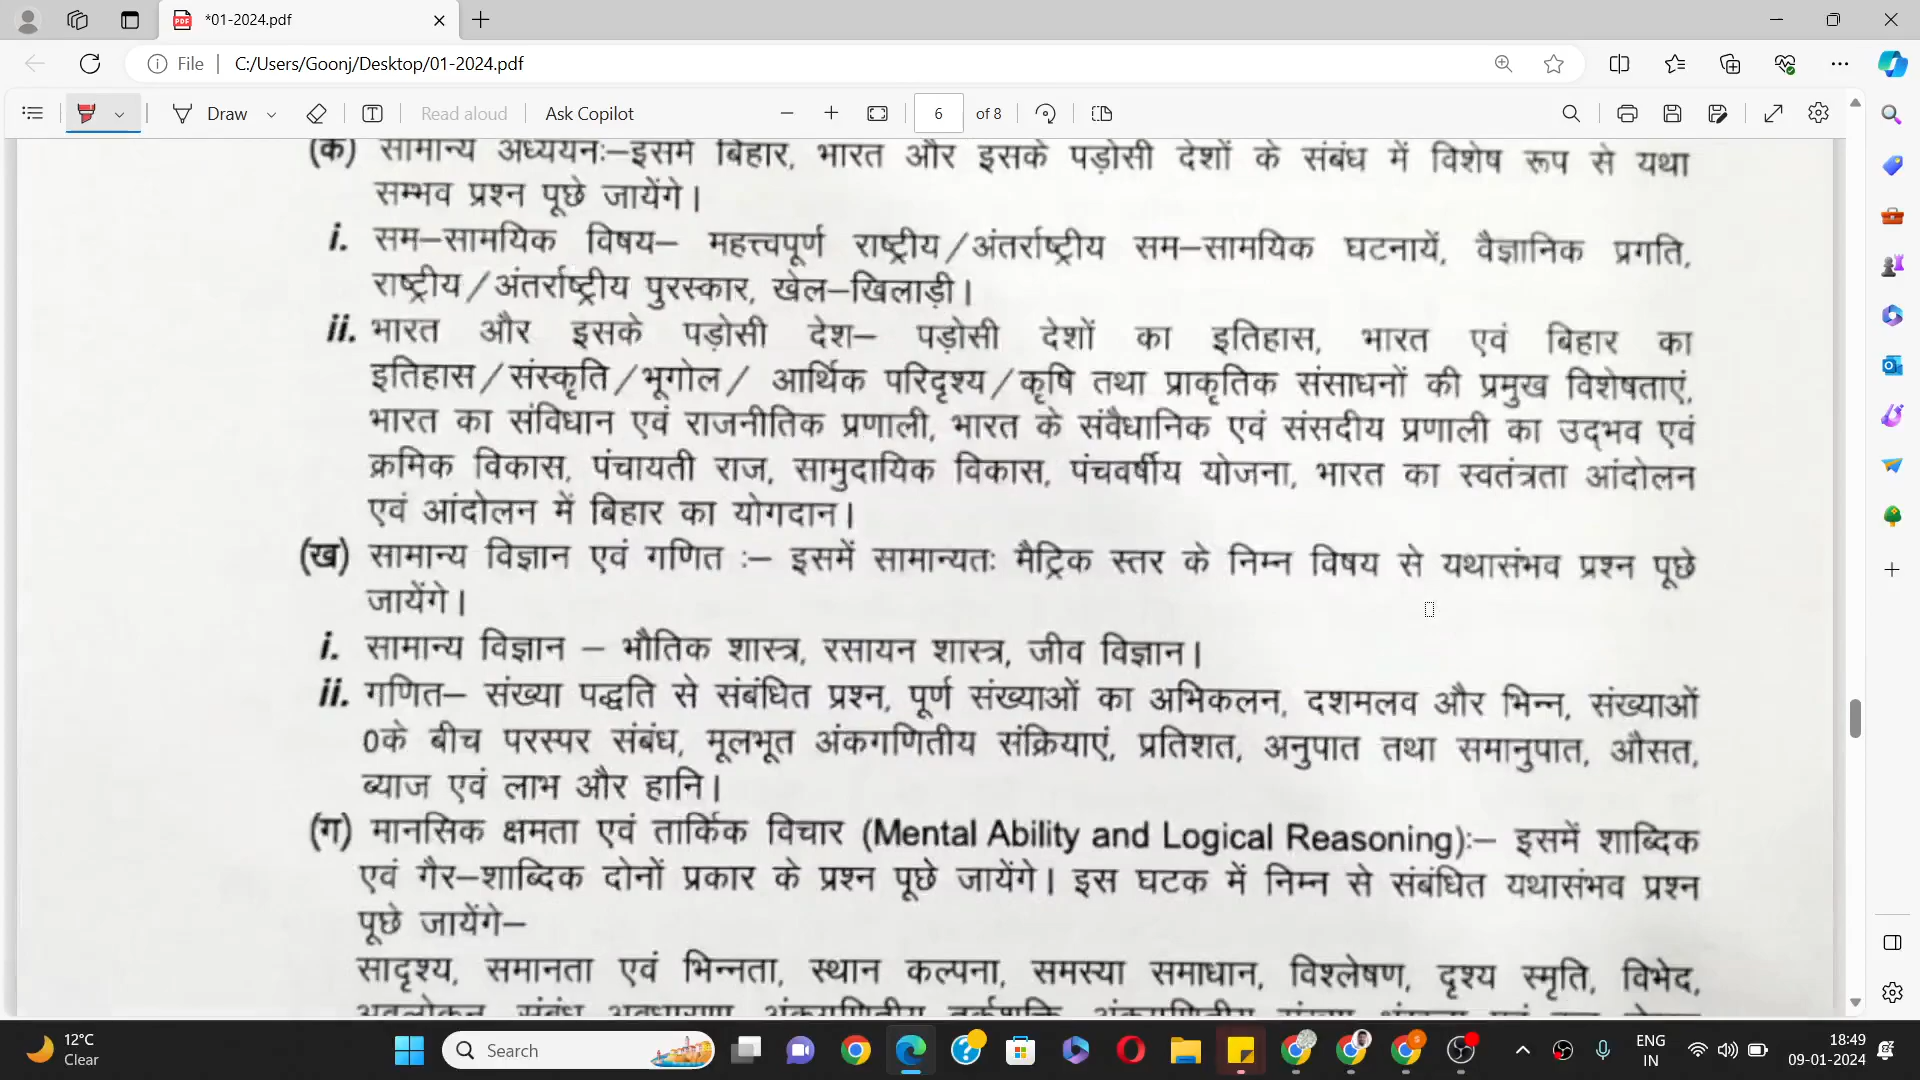 *01-2024.pdf
File
C:/Users/Goonj/Desktop/01-2024.pdf
Draw
Read aloud
Ask Copilot
6
of 8
(क) सामान्य अध्ययनः–इसमें बिहार, भारत और इसके पड़ोसी देशों के संबंध में विशेष रूप से यथा
सम्भव प्रश्न पूछे जायेंगे।
i. सम–सामयिक विषय– महत्त्वपूर्ण राष्ट्रीय/अंतर्राष्ट्रीय सम–सामयिक घटनायें, वैज्ञानिक प्रगति,
राष्ट्रीय/अंतर्राष्ट्रीय पुरस्कार, खेल–खिलाड़ी।
ii. भारत और इसके पड़ोसी देश– पड़ोसी देशों का इतिहास, भारत एवं बिहार का
इतिहास/संस्कृति/भूगोल/ आर्थिक परिदृश्य/कृषि तथा प्राकृतिक संसाधनों की प्रमुख विशेषताएं,
भारत का संविधान एवं राजनीतिक प्रणाली, भारत के संवैधानिक एवं संसदीय प्रणाली का उद्भव एवं
क्रमिक विकास, पंचायती राज, सामुदायिक विकास, पंचवर्षीय योजना, भारत का स्वतंत्रता आंदोलन
एवं आंदोलन में बिहार का योगदान।
(ख) सामान्य विज्ञान एवं गणित :– इसमें सामान्यतः मैट्रिक स्तर के निम्न विषय से यथासंभव प्रश्न पूछे
जायेंगे।
i. सामान्य विज्ञान – भौतिक शास्त्र, रसायन शास्त्र, जीव विज्ञान।
ii. गणित– संख्या पद्धति से संबंधित प्रश्न, पूर्ण संख्याओं का अभिकलन, दशमलव और भिन्न, संख्याओं
0के बीच परस्पर संबंध, मूलभूत अंकगणितीय संक्रियाएं, प्रतिशत, अनुपात तथा समानुपात, औसत,
ब्याज एवं लाभ और हानि।
(ग) मानसिक क्षमता एवं तार्किक विचार (Mental Ability and Logical Reasoning):– इसमें शाब्दिक
एवं गैर–शाब्दिक दोनों प्रकार के प्रश्न पूछे जायेंगे। इस घटक में निम्न से संबंधित यथासंभव प्रश्न
पूछे जायेंगे–
सादृश्य, समानता एवं भिन्नता, स्थान कल्पना, समस्या समाधान, विश्लेषण, दृश्य स्मृति, विभेद,
12°C
Clear
Search
ENG
IN
18:49
09-01-2024